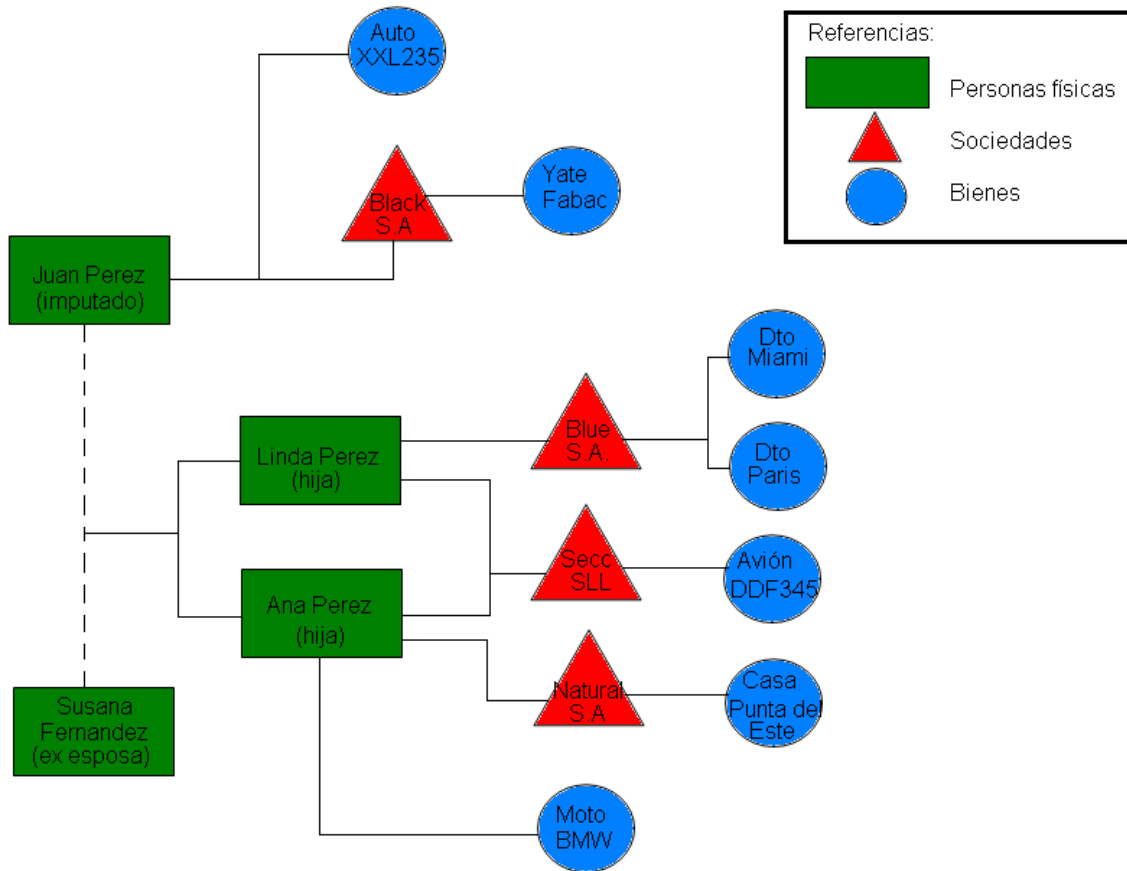 Auto
XXL235
Referencias:
Personas físicas
Sociedades
Bienes
Yate
Fabac
Black
S.A
Juan Perez
(imputado)
Dto
Miami
Blue
S.A.
Linda Perez
(hija)
Dto
Paris
Secc
SLL
Avión
DDF345
Ana Perez
(hija)
Natural
S.A
Casa
Punta del
Este
Susana
Fernandez
(ex esposa)
Moto
BMW